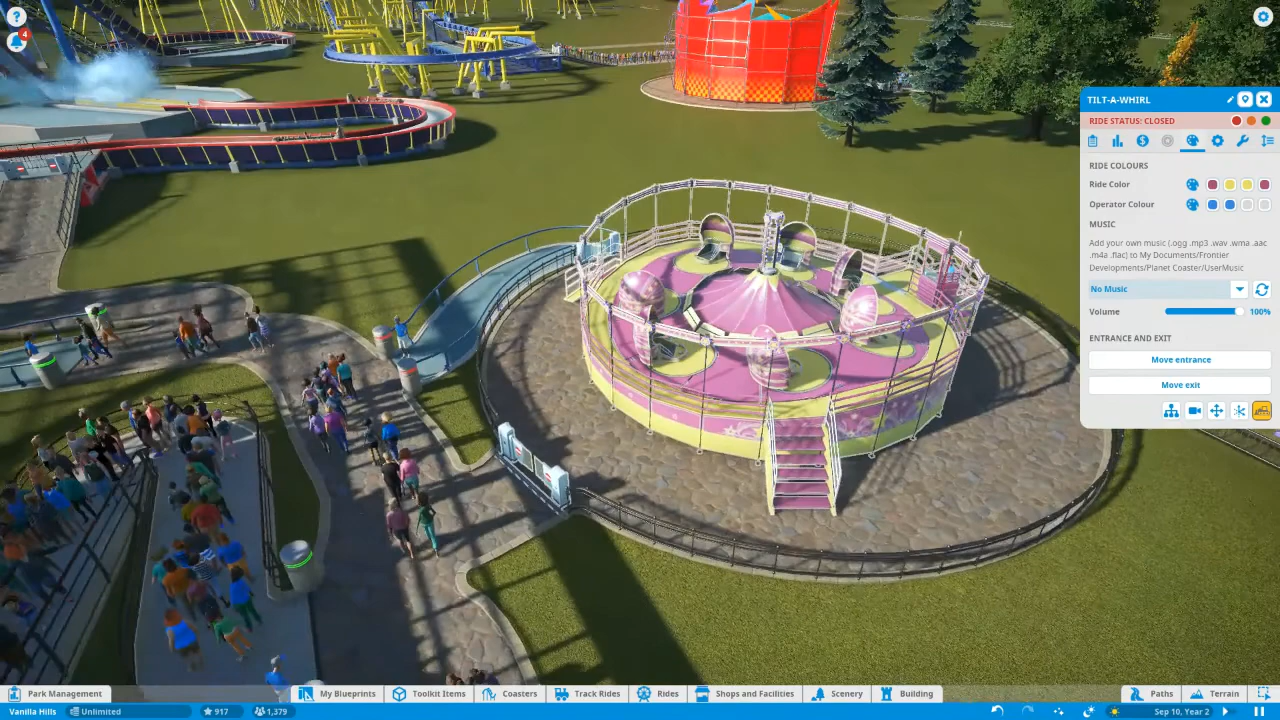 ?
4
TILT-A-WHIRL
RIDE STATUS: CLOSED
RIDE COLOURS
Ride Color
Operator Colour
MUSIC
Add your own music (.ogg .mp3 .wav .wma .aac
.m4a .flac) to My Documents/Frontier
Developments/Planet Coaster/UserMusic
No Music
Volume 100%
ENTRANCE AND EXIT
Move entrance
Move exit
Park Management My Blueprints Toolkit Items Coasters Track Rides Rides Shops and Facilities Scenery Building Paths Terrain
Vanilla Hills Unlimited 917 1,379 Sep 10, Year 2